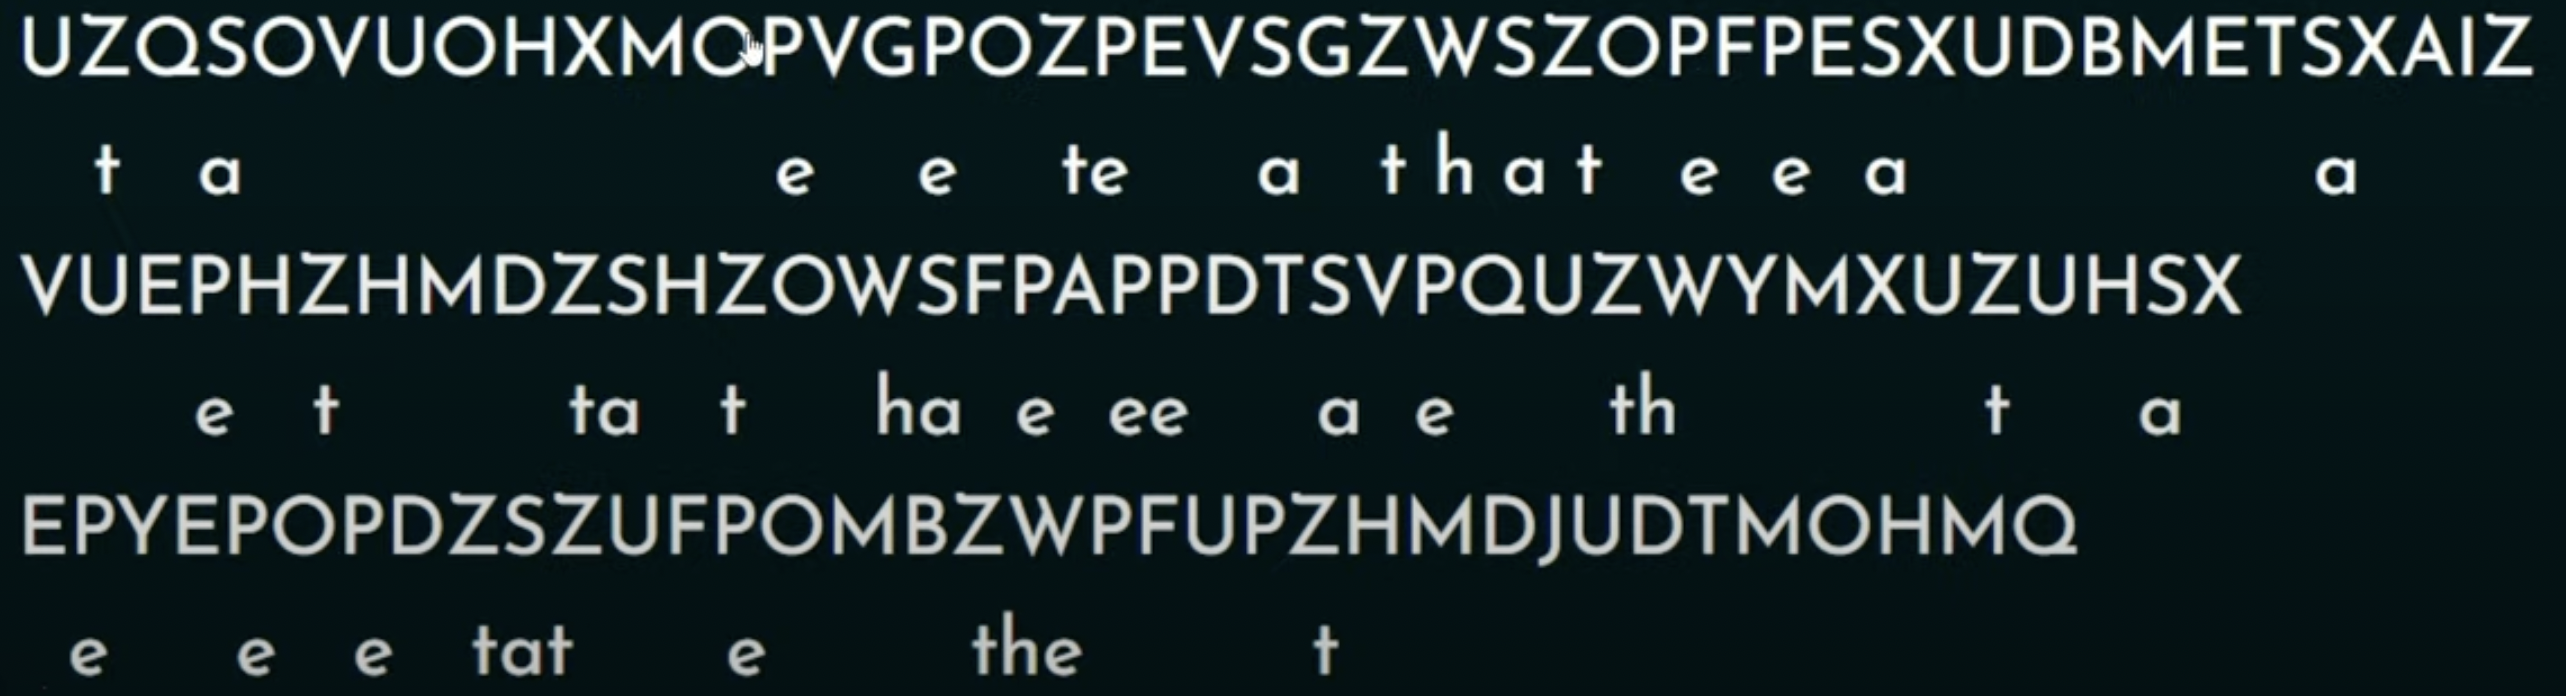 UZQSOVUOHXMOPVGPOZPEVSGZWSZOPFPESXUDBMETSXAIZ
t a e e te a t h a t e e a a
VUEPHZHMDZSHZOWSFPAPPDTSVPQUZWYMXUZUHSX
e t ta t ha e ee a e th t a
EPYEPOPDZSZUFPOMBZWPFUPZHMDJUDTMOHMQ
e e e tat e the t